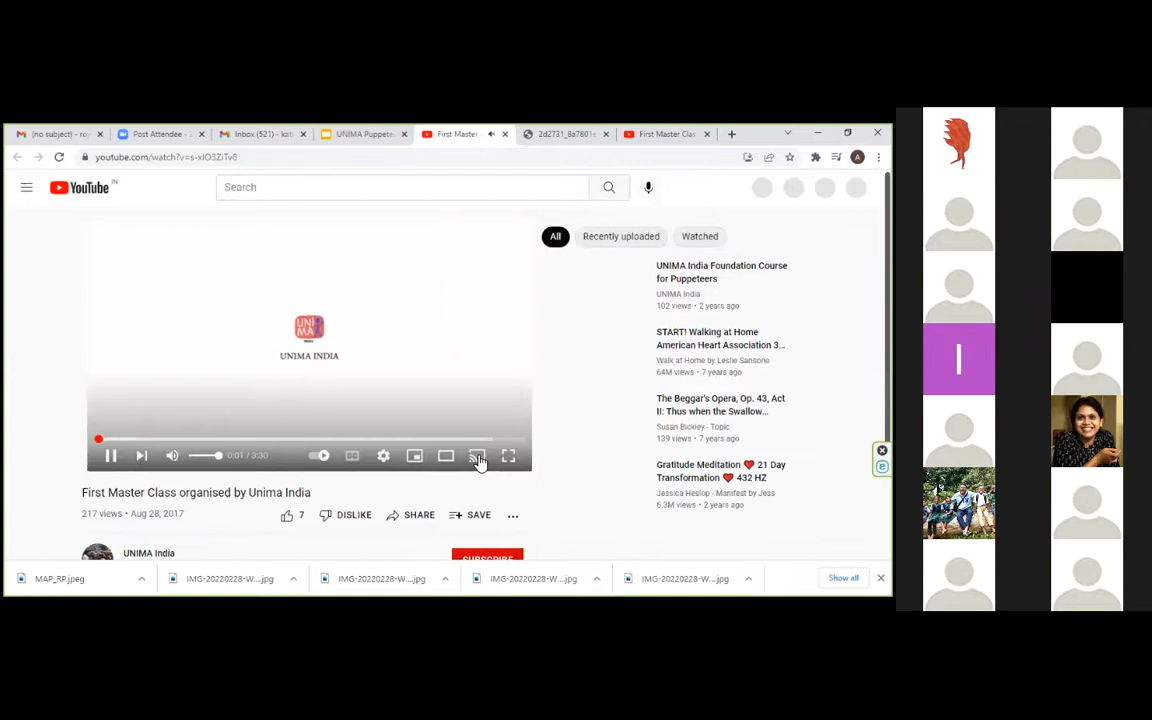 (no subject) - ro
Post Attendee -
Inbox (521) - kat
UNIMA Puppete
First Master
2d2731_8a7801
First Master Clas
youtube.com/watch?v=s-xIO3ZiTv8
A
YouTube IN
Search
All
Recently uploaded
Watched
UNIMA India Foundation Course
for Puppeteers
UNIMA India
102 views • 2 years ago
START! Walking at Home
American Heart Association 3...
Walk at Home by Leslie Sansone
64M views • 7 years ago
The Beggar's Opera, Op. 43, Act
II: Thus when the Swallow...
Susan Bickley - Topic
139 views • 7 years ago
Gratitude Meditation ❤️ 21 Day
Transformation ❤️ 432 HZ
Jessica Heslop - Manifest by Jess
6.3M views • 2 years ago
UNI
MA
INDIA
UNIMA INDIA
0:01 / 3:30
First Master Class organised by Unima India
217 views • Aug 28, 2017
7
DISLIKE
SHARE
SAVE
UNIMA India
SUBSCRIBE
MAP_RP.jpeg
IMG-20220228-W....jpg
IMG-20220228-W....jpg
IMG-20220228-W....jpg
IMG-20220228-W....jpg
Show all
I